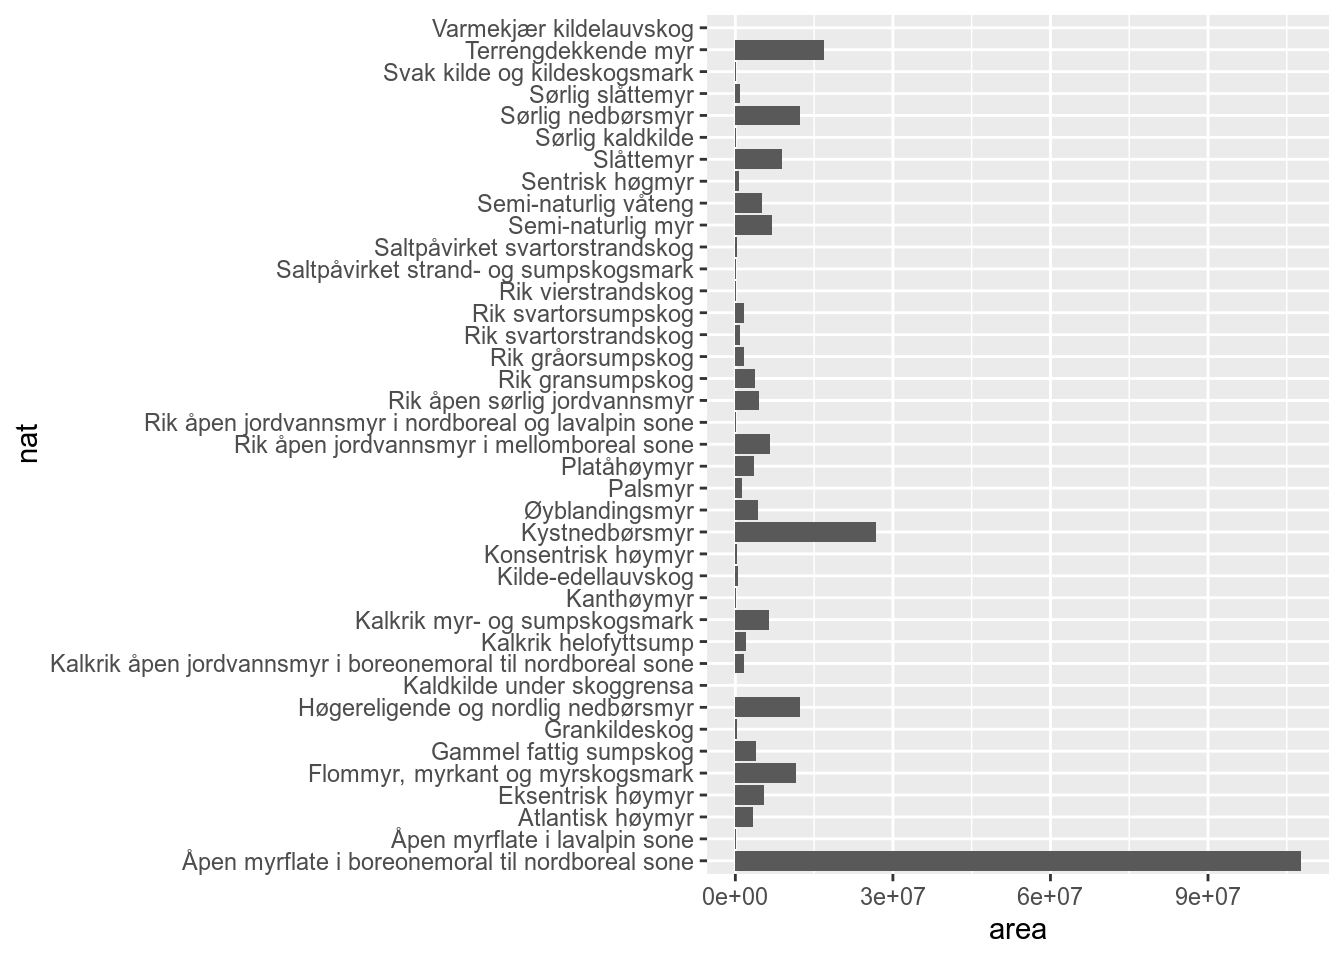 Varmekjær kildelauvskog
Terrengdekkende myr
Svak kilde og kildeskogsmark
Sørlig slåttemyr
Sørlig nedbørsmyr
Sørlig kaldkilde
Slåttemyr
Sentrisk høgmyr
Semi-naturlig våteng
Semi-naturlig myr
Saltpåvirket svartorstrandskog
Saltpåvirket strand- og sumpskogsmark
Rik vierstrandskog
Rik svartorsumpskog
Rik svartorstrandskog
Rik gråorsumpskog
Rik gransumpskog
Rik åpen sørlig jordvannsmyr
Rik åpen jordvannsmyr i nordboreal og lavalpin sone
Rik åpen jordvannsmyr i mellomboreal sone
Platåhøymyr
Palsmyr
Øyblandingsmyr
Kystnedbørsmyr
Konsentrisk høymyr
Kilde-edellauvskog
Kanthøymyr
Kalkrik myr- og sumpskogsmark
Kalkrik helofyttsump
Kalkrik åpen jordvannsmyr i boreonemoral til nordboreal sone
Kaldkilde under skoggrensa
Høgereligende og nordlig nedbørsmyr
Grankildeskog
Gammel fattig sumpskog
Flommyr, myrkant og myrskogsmark
Eksentrisk høymyr
Atlantisk høymyr
Åpen myrflate i lavalpin sone
Åpen myrflate i boreonemoral til nordboreal sone
nat
0e+00 3e+07 6e+07 9e+07
area